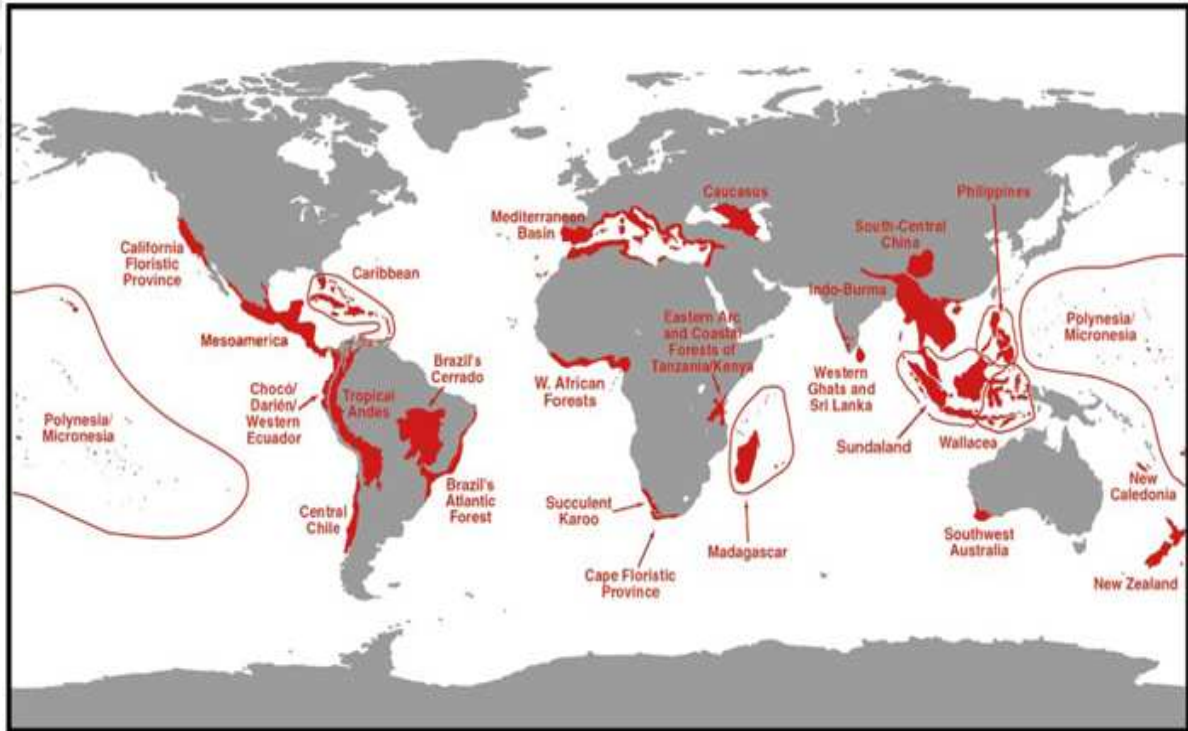 Caucasus
Philippines
Mediterranean
Basin
South-Central
China
California
Floristic
Province
Caribbean
Indo-Burma
Eastern Arc
and Coastal
Forests of
Tanzania/Kenya
Polynesia/
Micronesia
Mesoamerica
Brazil's
Cerrado
W. African
Forests
Western
Ghats and
Sri Lanka
Chocó/
Darién/
Western
Ecuador
Tropical
Andes
Polynesia/
Micronesia
Sundaland
Wallacea
New
Caledonia
Brazil's
Atlantic
Forest
Central
Chile
Succulent
Karoo
Madagascar
Southwest
Australia
Cape Floristic
Province
New Zealand